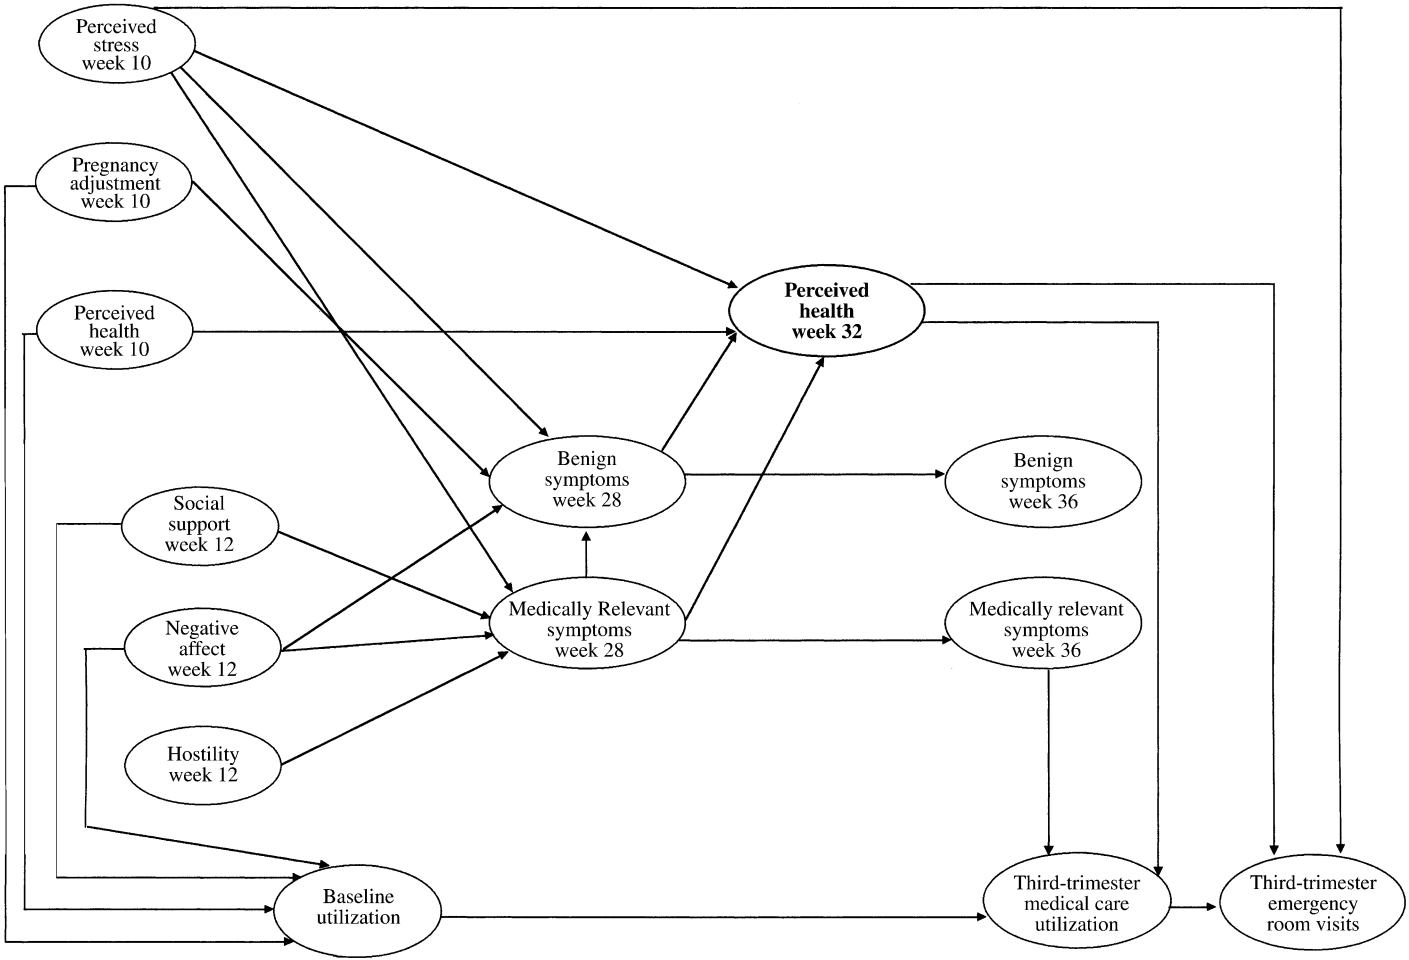 Perceived
stress
week 10
Pregnancy
adjustment
week 10
Perceived
health
week 10
Perceived
health
week 32
Benign
symptoms
week 28
Benign
symptoms
week 36
Social
support
week 12
Medically Relevant
symptoms
week 28
Medically relevant
symptoms
week 36
Negative
affect
week 12
Hostility
week 12
Baseline
utilization
Third-trimester
medical care
utilization
Third-trimester
emergency
room visits